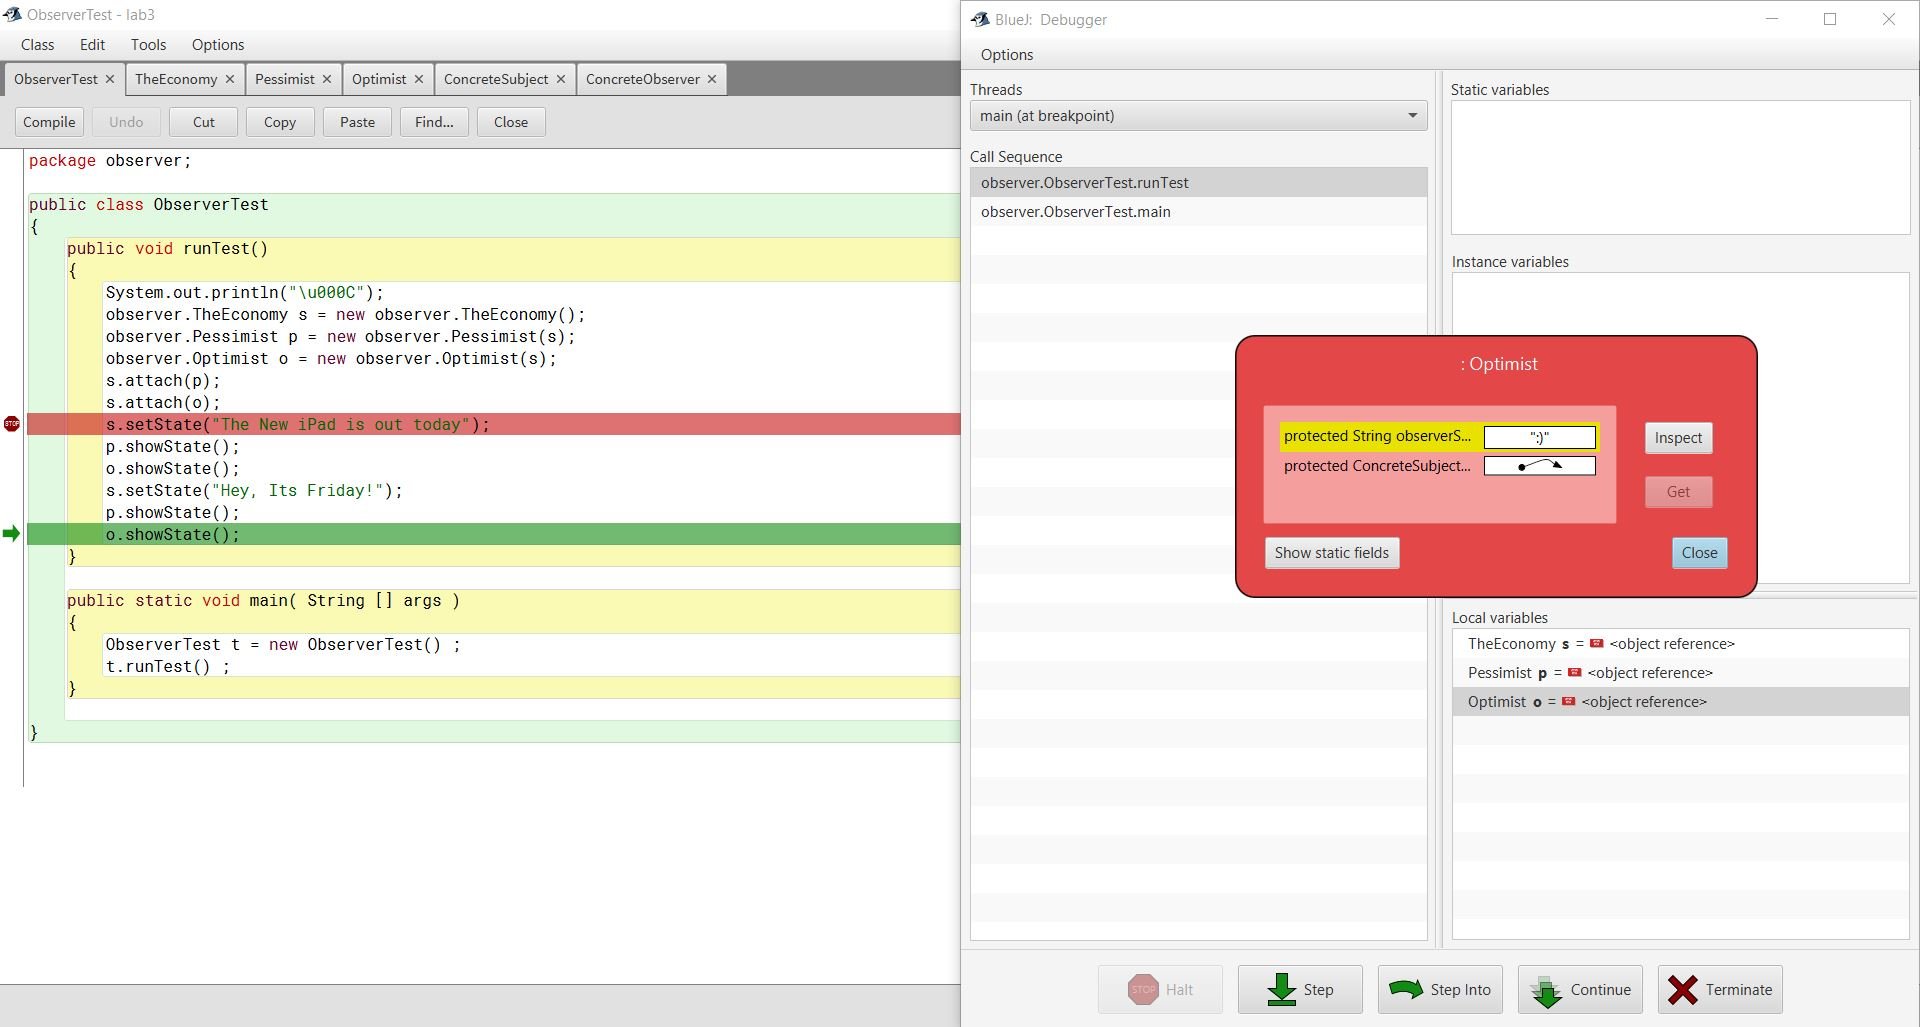 ObserverTest - lab3
Class Edit Tools Options
ObserverTest × TheEconomy × Pessimist × Optimist × ConcreteSubject × ConcreteObserver ×
Compile Undo Cut Copy Paste Find... Close
package observer;
public class ObserverTest
{
public void runTest()
{
System.out.println("\u000C");
observer.TheEconomy s = new observer.TheEconomy();
observer.Pessimist p = new observer.Pessimist(s);
observer.Optimist o = new observer.Optimist(s);
s.attach(p);
s.attach(o);
STOP
s.setState("The New iPad is out today");
p.showState();
o.showState();
s.setState("Hey, Its Friday!");
p.showState();
o.showState();
}
public static void main( String [] args )
{
ObserverTest t = new ObserverTest() ;
t.runTest() ;
}
}
BlueJ: Debugger
Options
Threads
main (at breakpoint)
Call Sequence
observer.ObserverTest.runTest
observer.ObserverTest.main
Static variables
Instance variables
: Optimist
protected String observerS... ":)"
protected ConcreteSubject...
Inspect
Get
Show static fields
Close
Local variables
TheEconomy s = <object reference>
Pessimist p = <object reference>
Optimist o = <object reference>
STOP Halt
Step
Step Into
Continue
Terminate